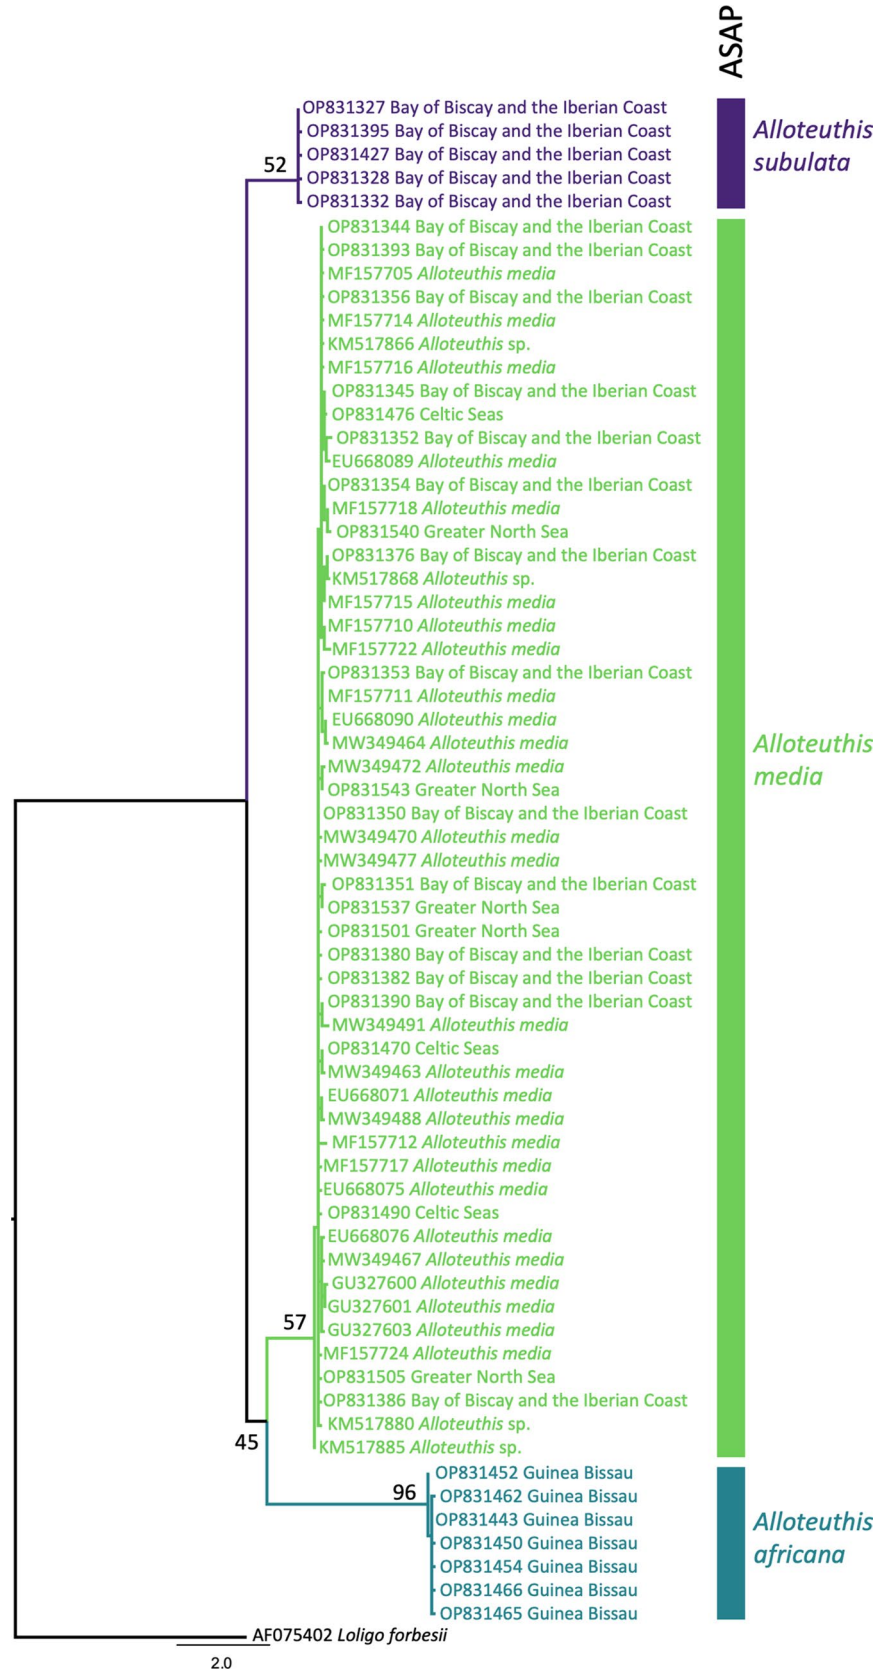 ASAP
OP831327 Bay of Biscay and the Iberian Coast
OP831395 Bay of Biscay and the Iberian Coast
OP831427 Bay of Biscay and the Iberian Coast
OP831328 Bay of Biscay and the Iberian Coast
OP831332 Bay of Biscay and the Iberian Coast
52
Alloteuthis
subulata
OP831344 Bay of Biscay and the Iberian Coast
OP831393 Bay of Biscay and the Iberian Coast
MF157705 Alloteuthis media
OP831356 Bay of Biscay and the Iberian Coast
MF157714 Alloteuthis media
KM517866 Alloteuthis sp.
MF157716 Alloteuthis media
OP831345 Bay of Biscay and the Iberian Coast
OP831476 Celtic Seas
OP831352 Bay of Biscay and the Iberian Coast
EU668089 Alloteuthis media
OP831354 Bay of Biscay and the Iberian Coast
MF157718 Alloteuthis media
OP831540 Greater North Sea
OP831376 Bay of Biscay and the Iberian Coast
KM517868 Alloteuthis sp.
MF157715 Alloteuthis media
MF157710 Alloteuthis media
MF157722 Alloteuthis media
OP831353 Bay of Biscay and the Iberian Coast
MF157711 Alloteuthis media
EU668090 Alloteuthis media
MW349464 Alloteuthis media
MW349472 Alloteuthis media
OP831543 Greater North Sea
OP831350 Bay of Biscay and the Iberian Coast
MW349470 Alloteuthis media
MW349477 Alloteuthis media
OP831351 Bay of Biscay and the Iberian Coast
OP831537 Greater North Sea
OP831501 Greater North Sea
OP831380 Bay of Biscay and the Iberian Coast
OP831382 Bay of Biscay and the Iberian Coast
OP831390 Bay of Biscay and the Iberian Coast
MW349491 Alloteuthis media
OP831470 Celtic Seas
MW349463 Alloteuthis media
EU668071 Alloteuthis media
MW349488 Alloteuthis media
MF157712 Alloteuthis media
MF157717 Alloteuthis media
EU668075 Alloteuthis media
OP831490 Celtic Seas
EU668076 Alloteuthis media
MW349467 Alloteuthis media
GU327600 Alloteuthis media
GU327601 Alloteuthis media
GU327603 Alloteuthis media
MF157724 Alloteuthis media
OP831505 Greater North Sea
OP831386 Bay of Biscay and the Iberian Coast
KM517880 Alloteuthis sp.
KM517885 Alloteuthis sp.
57
Alloteuthis
media
45
OP831452 Guinea Bissau
OP831462 Guinea Bissau
OP831443 Guinea Bissau
OP831450 Guinea Bissau
OP831454 Guinea Bissau
OP831466 Guinea Bissau
OP831465 Guinea Bissau
96
Alloteuthis
africana
AF075402 Loligo forbesii
2.0